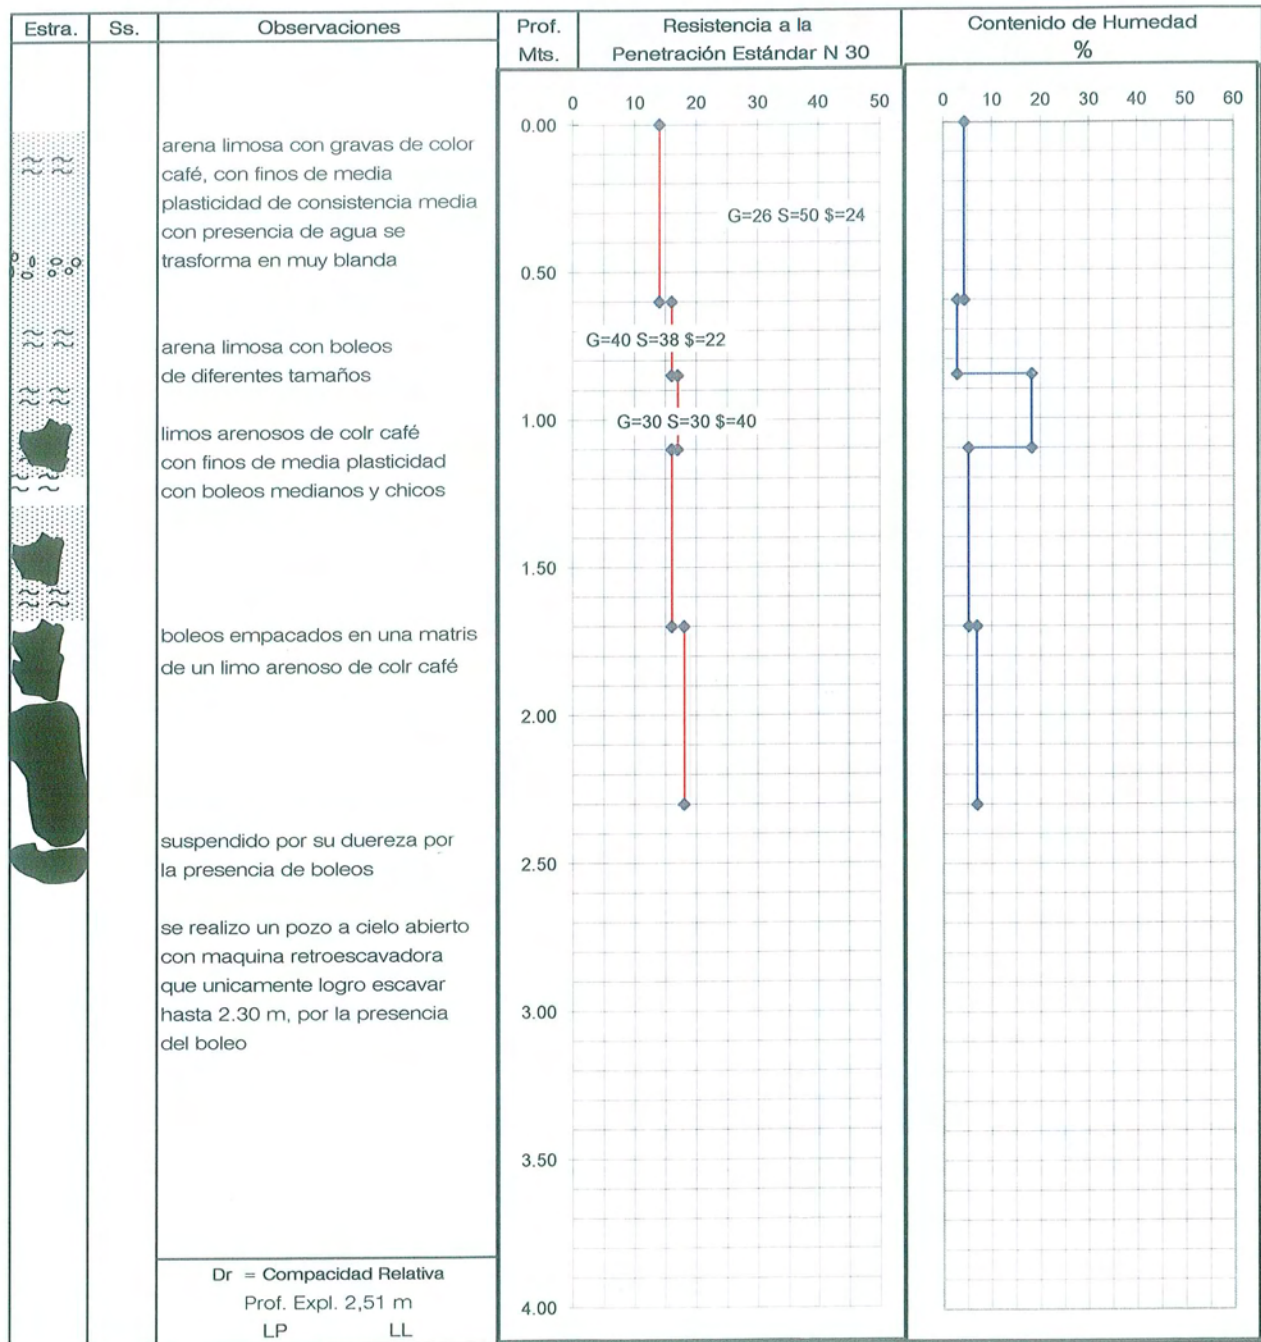 Estra.
Ss.
Observaciones
Prof.
Mts.
Resistencia a la
Penetración Estándar N 30
Contenido de Humedad
%
0 10 20 30 40 50
0 10 20 30 40 50 60
0.00
0.50
1.00
1.50
2.00
2.50
3.00
3.50
4.00
arena limosa con gravas de color
café, con finos de media
plasticidad de consistencia media
con presencia de agua se
trasforma en muy blanda
arena limosa con boleos
de diferentes tamaños
limos arenosos de colr café
con finos de media plasticidad
con boleos medianos y chicos
boleos empacados en una matris
de un limo arenoso de colr café
suspendido por su duereza por
la presencia de boleos
se realizo un pozo a cielo abierto
con maquina retroescavadora
que unicamente logro escavar
hasta 2.30 m, por la presencia
del boleo
G=26 S=50 $=24
G=40 S=38 $=22
G=30 S=30 $=40
Dr = Compacidad Relativa
Prof. Expl. 2,51 m
LP LL